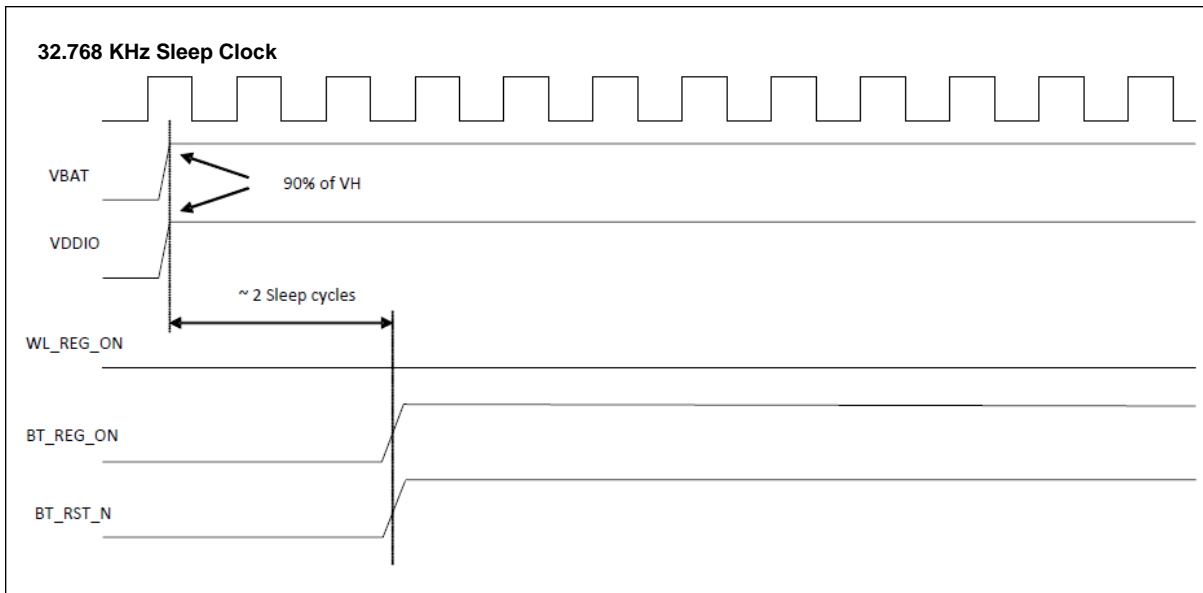 32.768 KHz Sleep Clock
VBAT
90% of VH
VDDIO
~ 2 Sleep cycles
WL_REG_ON
BT_REG_ON
BT_RST_N